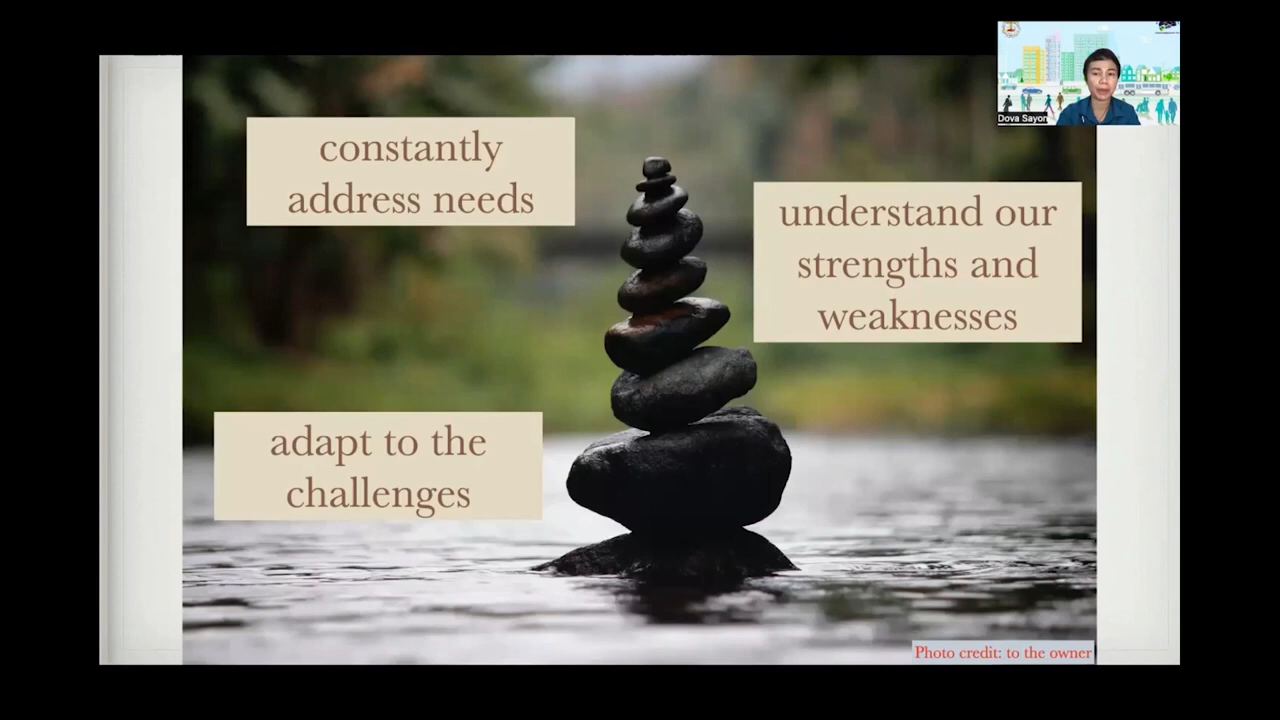 Dova Sayon
constantly
address needs
understand our
strengths and
weaknesses
adapt to the
challenges
Photo credit: to the owner